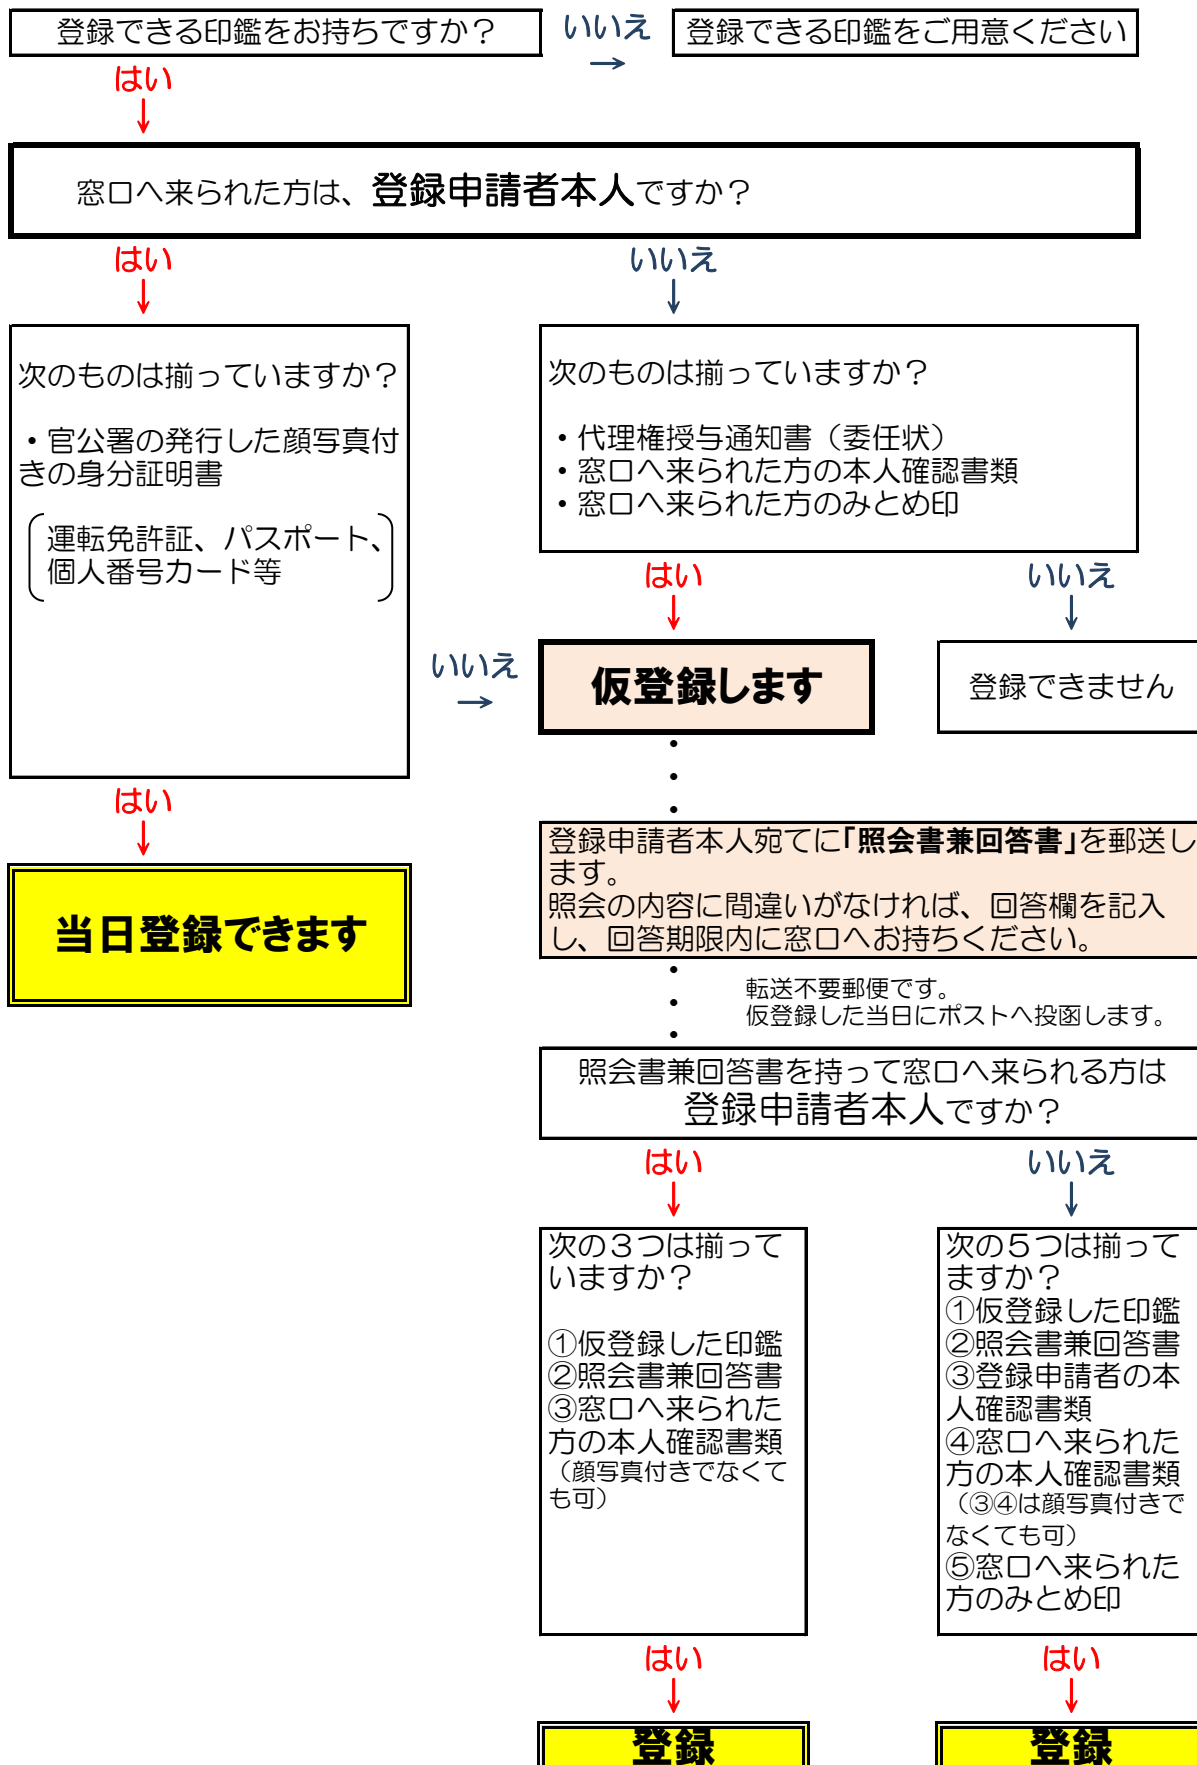 登録できる印鑑をお持ちですか？
いいえ
→
登録できる印鑑をご用意ください
はい
↓
窓口へ来られた方は、登録申請者本人ですか？
はい
↓
いいえ
↓
次のものは揃っていますか？
・官公署の発行した顔写真付
きの身分証明書
運転免許証、パスポート、
個人番号カード等
次のものは揃っていますか？
・代理権授与通知書（委任状）
・窓口へ来られた方の本人確認書類
・窓口へ来られた方のみとめ印
はい
↓
いいえ
↓
いいえ
→
仮登録します
登録できません
・
・
・
はい
↓
当日登録できます
登録申請者本人宛てに「照会書兼回答書」を郵送し
ます。
照会の内容に間違いがなければ、回答欄を記入
し、回答期限内に窓口へお持ちください。
・
・
・
転送不要郵便です。
仮登録した当日にポストへ投函します。
照会書兼回答書を持って窓口へ来られる方は
登録申請者本人ですか？
はい
↓
いいえ
↓
次の３つは揃って
いますか？
①仮登録した印鑑
②照会書兼回答書
③窓口へ来られた
方の本人確認書類
（顔写真付きでなくて
も可）
次の５つは揃って
ますか？
①仮登録した印鑑
②照会書兼回答書
③登録申請者の本
人確認書類
④窓口へ来られた
方の本人確認書類
（③④は顔写真付きで
なくても可）
⑤窓口へ来られた
方のみとめ印
はい
↓
はい
↓
登録
登録